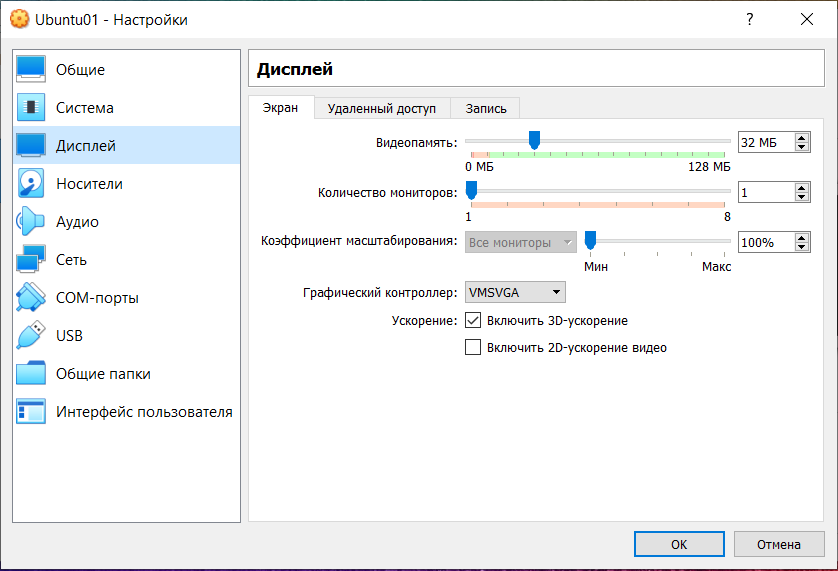 Ubuntu01 - Настройки
?
Общие
Система
Дисплей
Носители
Аудио
Сеть
COM-порты
USB
Общие папки
Интерфейс пользователя
Дисплей
Экран Удаленный доступ Запись
Видеопамять: 32 МБ
0 МБ 128 МБ
Количество мониторов: 1
1 8
Коэффициент масштабирования: Все мониторы 100%
Мин Макс
Графический контроллер: VMSVGA
Ускорение: Включить 3D-ускорение
Включить 2D-ускорение видео
OK Отмена